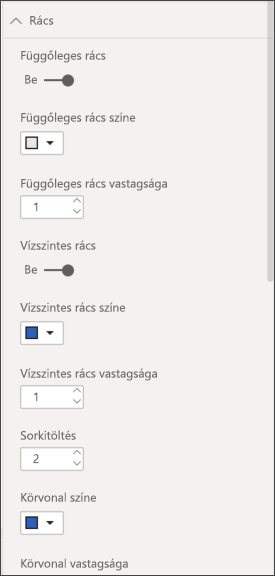 Rács
Függőleges rács
Be
Függőleges rács színe
Függőleges rács vastagsága
1
Vízszintes rács
Be
Vízszintes rács színe
Vízszintes rács vastagsága
1
Sorkitöltés
2
Körvonal színe
Körvonal vastagsága